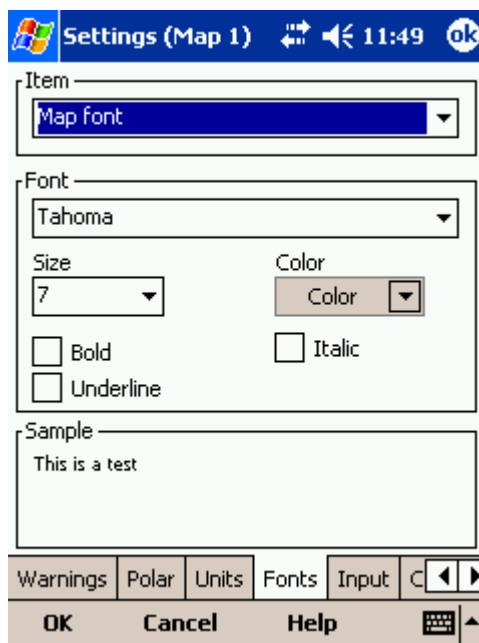 Settings (Map 1) 11:49 ok
Item
Map font
Font
Tahoma
Size Color
7 Color
Bold Italic
Underline
Sample
This is a test
Warnings Polar Units Fonts Input C
OK Cancel Help